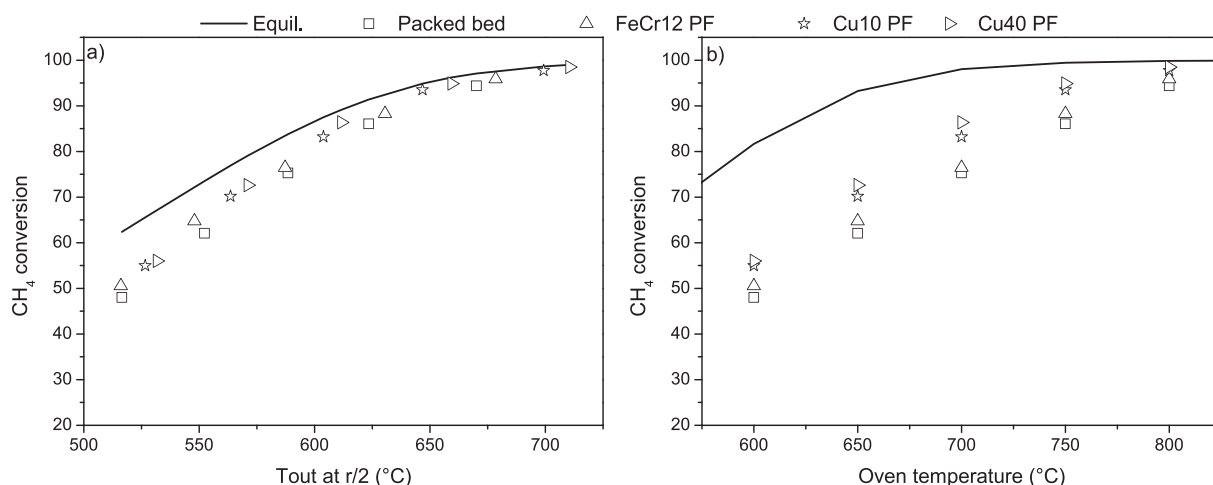 Equil. Packed bed FeCr12 PF Cu10 PF Cu40 PF
a)
100
90
80
70
60
50
40
30
20
500 550 600 650 700
CH4 conversion
Tout at r/2 (°C)
b)
100
90
80
70
60
50
40
30
20
600 650 700 750 800
CH4 conversion
Oven temperature (°C)